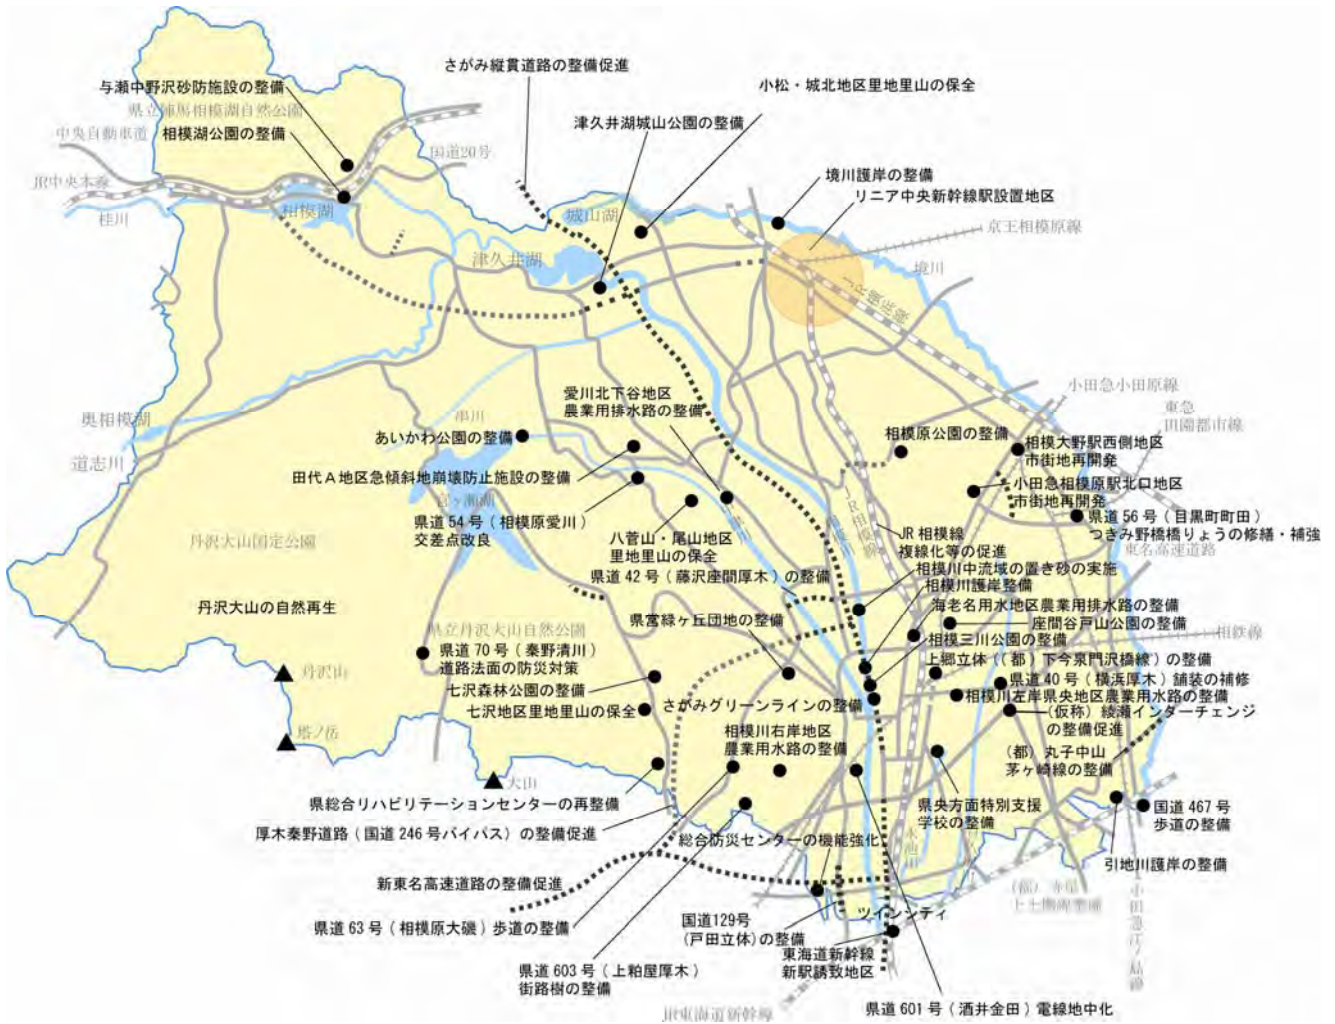 さがみ縦貫道路の整備促進
小松・城北地区里地里山の保全
与瀬中野沢砂防施設の整備
県立陣馬相模湖自然公園
津久井湖城山公園の整備
中央自動車道
相模湖公園の整備
国道20号
境川護岸の整備
リニア中央新幹線駅設置地区
JR中央本線
桂川
相模湖
城山湖
京王相模原線
津久井湖
境川
JR横浜線
小田急小田原線
愛川北下谷地区
農業用排水路の整備
東急
田園都市線
奥相模湖
串川
あいかわ公園の整備
相模原公園の整備
相模大野駅西側地区
市街地再開発
道志川
田代A地区急傾斜地崩壊防止施設の整備
小田急相模原駅北口地区
市街地再開発
宮ヶ瀬湖
県道54号(相模原愛川)
交差点改良
県道56号(目黒町町田)
つきみ野橋橋りょうの修繕・補強
丹沢大山国定公園
八菅山・尾山地区
里地里山の保全
JR相模線
JR相模線
複線化等の促進
東名高速道路
県道42号(藤沢座間厚木)の整備
相模川中流域の置き砂の実施
相模川護岸整備
丹沢大山の自然再生
海老名用水地区農業用排水路の整備
県営緑ヶ丘団地の整備
座間谷戸山公園の整備
県立丹沢大山自然公園
相模三川公園の整備
相鉄線
県道70号(秦野清川)
道路法面の防災対策
上郷立体((都)下今泉門沢橋線)の整備
丹沢山
七沢森林公園の整備
県道40号(横浜厚木)舗装の補修
さがみグリーンラインの整備
相模川左岸県央地区農業用水路の整備
七沢地区里地里山の保全
(仮称)綾瀬インターチェンジ
の整備促進
塔ノ岳
相模川右岸地区
農業用水路の整備
(都)丸子中山
茅ヶ崎線の整備
大山
県総合リハビリテーションセンターの再整備
県央方面特別支援
学校の整備
国道467号
歩道の整備
厚木秦野道路(国道246号バイパス)の整備促進
総合防災センターの機能強化
引地川護岸の整備
新東名高速道路の整備促進
ツインシティ
国道129号
(戸田立体)の整備
県道63号(相模原大磯)歩道の整備
東海道新幹線
新駅誘致地区
県道603号(上粕屋厚木)
街路樹の整備
小田急江ノ島線
県道601号(酒井金田)電線地中化
JR東海道新幹線